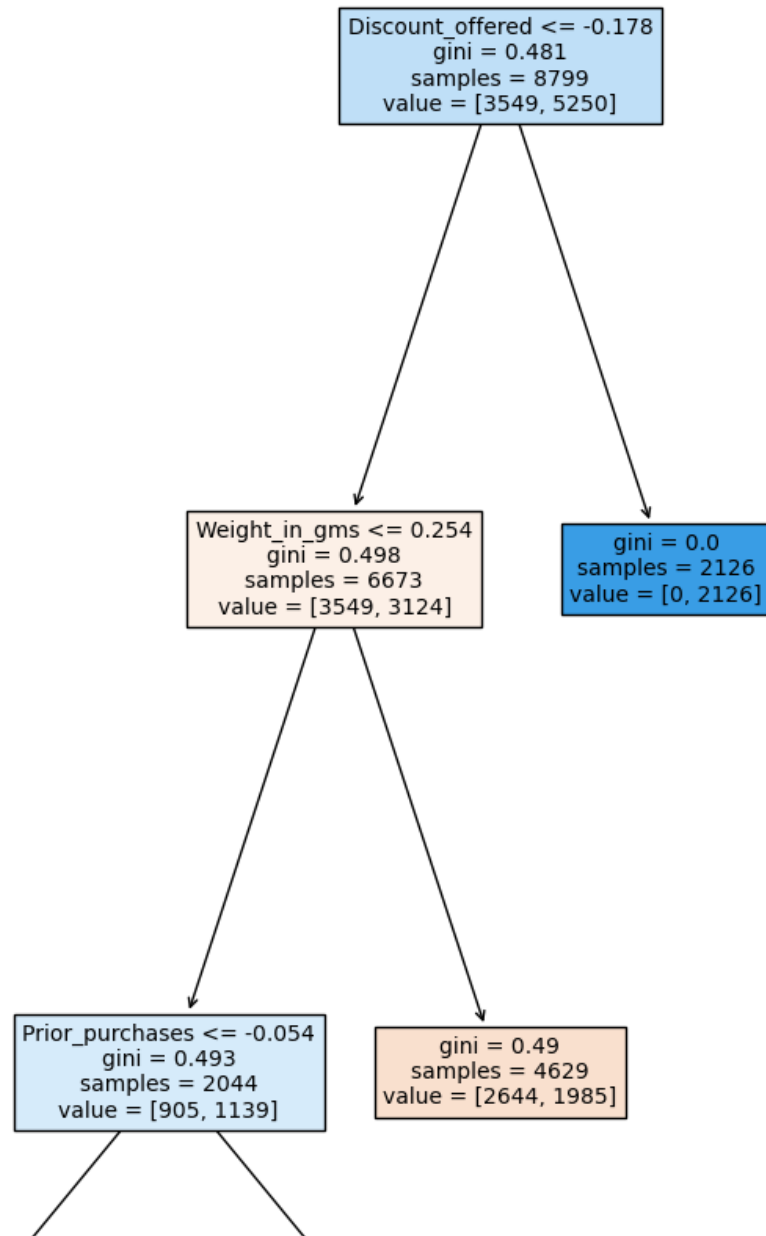 Discount_offered <= -0.178
gini = 0.481
samples = 8799
value = [3549, 5250]
Weight_in_gms <= 0.254
gini = 0.498
samples = 6673
value = [3549, 3124]
gini = 0.0
samples = 2126
value = [0, 2126]
Prior_purchases <= -0.054
gini = 0.493
samples = 2044
value = [905, 1139]
gini = 0.49
samples = 4629
value = [2644, 1985]